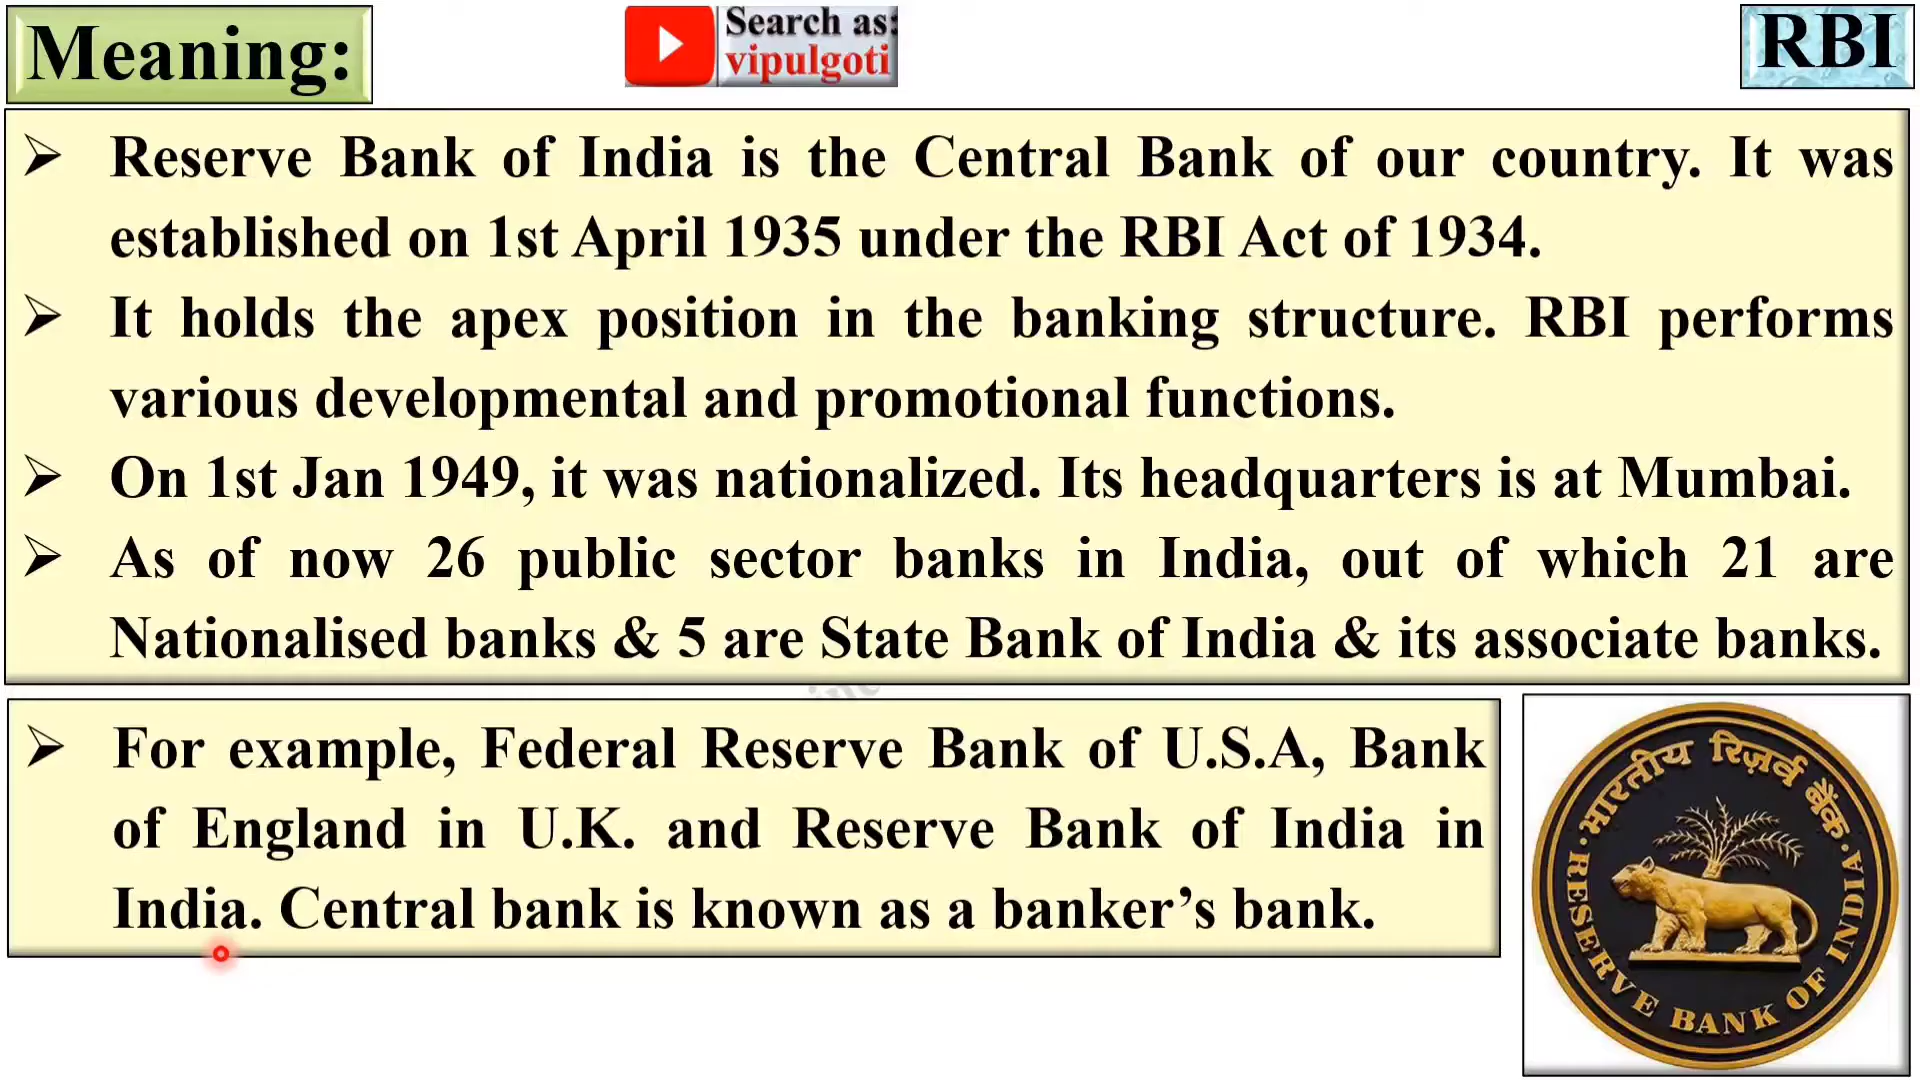 Meaning:
Search as:
vipulgoti
RBI
➢ Reserve Bank of India is the Central Bank of our country. It was
established on 1st April 1935 under the RBI Act of 1934.
➢ It holds the apex position in the banking structure. RBI performs
various developmental and promotional functions.
➢ On 1st Jan 1949, it was nationalized. Its headquarters is at Mumbai.
➢ As of now 26 public sector banks in India, out of which 21 are
Nationalised banks & 5 are State Bank of India & its associate banks.
➢ For example, Federal Reserve Bank of U.S.A, Bank
of England in U.K. and Reserve Bank of India in
India. Central bank is known as a banker’s bank.
भारतीय रिज़र्व बैंक
RESERVE BANK OF INDIA